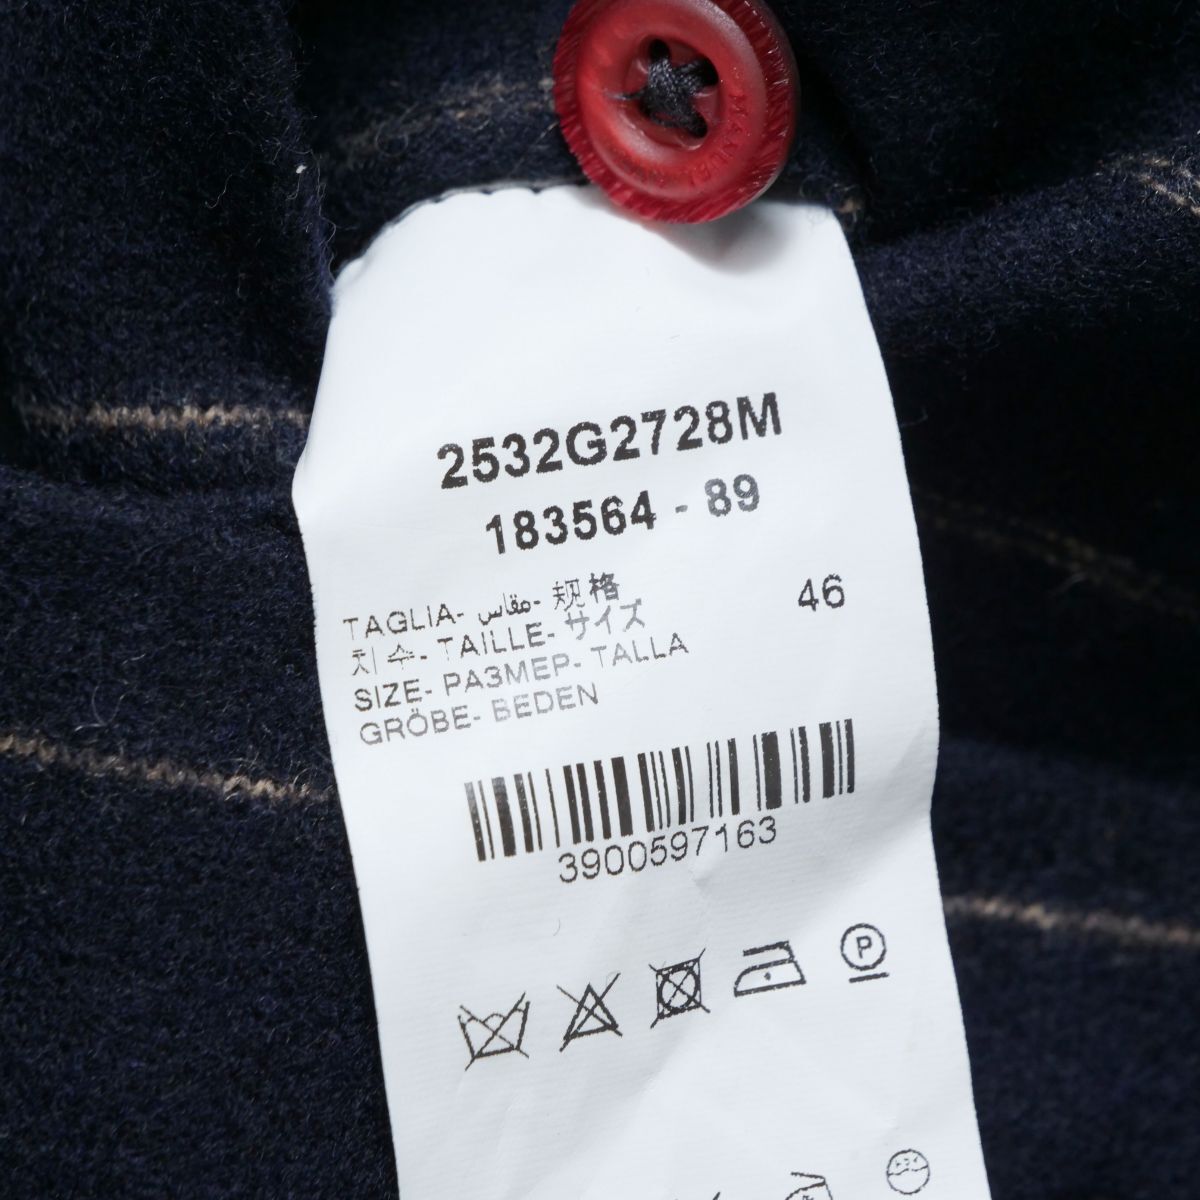 2532G2728M
183564 - 89
TAGLIA- مقاس- 规格 46
치수- TAILLE- サイズ
SIZE- РАЗМЕР- TALLA
GRÖBE- BEDEN
3900597163
P